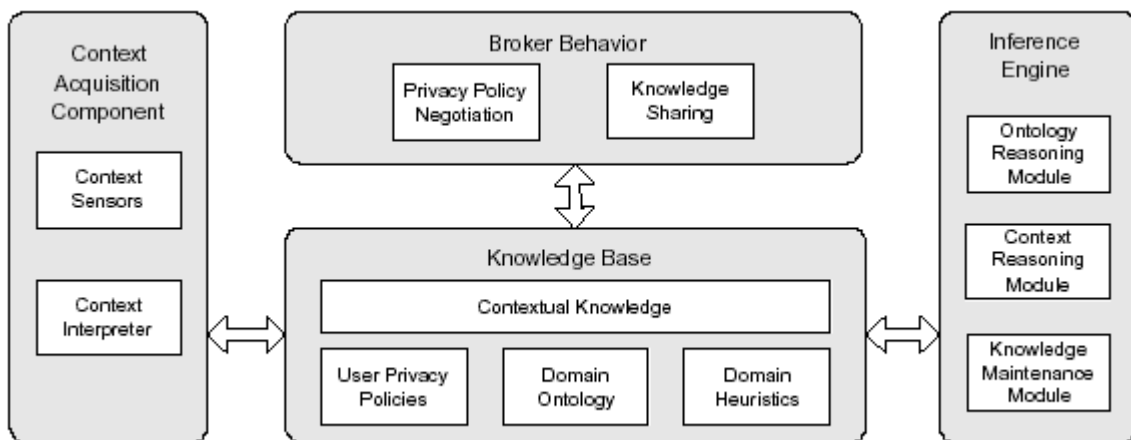 Context
Acquisition
Component
Context
Sensors
Context
Interpreter
Broker Behavior
Privacy Policy
Negotiation
Knowledge
Sharing
Knowledge Base
Contextual Knowledge
User Privacy
Policies
Domain
Ontology
Domain
Heuristics
Inference
Engine
Ontology
Reasoning
Module
Context
Reasoning
Module
Knowledge
Maintenance
Module